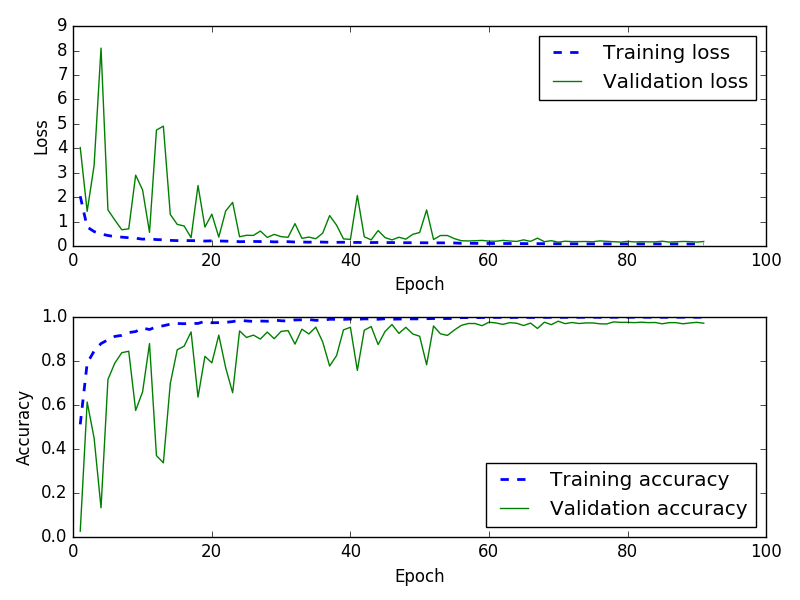 9
8
7
6
5
4
3
2
1
0
Loss
0 20 40 60 80 100
Epoch
Training loss
Validation loss
1.0
0.8
0.6
0.4
0.2
0.0
Accuracy
0 20 40 60 80 100
Epoch
Training accuracy
Validation accuracy